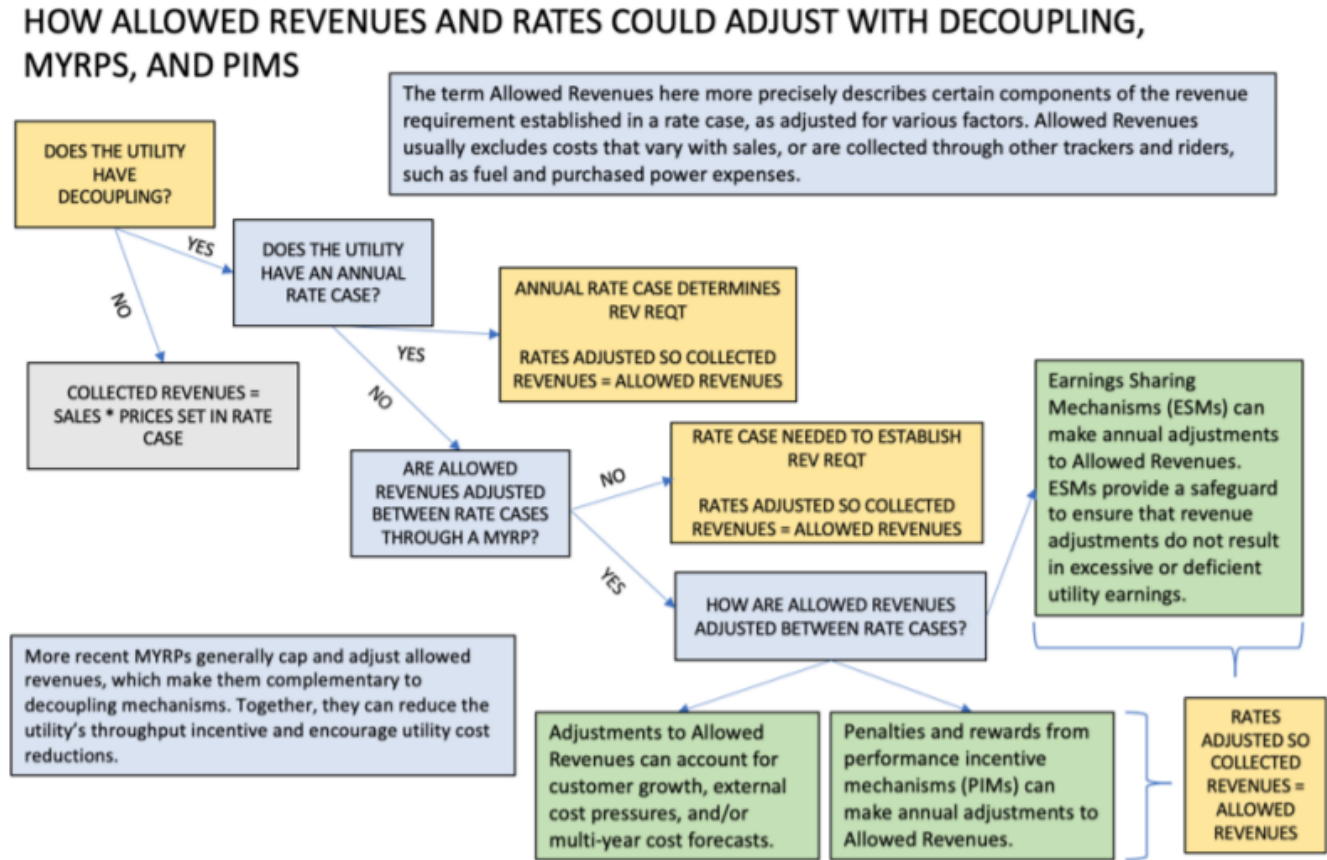 HOW ALLOWED REVENUES AND RATES COULD ADJUST WITH DECOUPLING,
MYRPS, AND PIMS
The term Allowed Revenues here more precisely describes certain components of the revenue
requirement established in a rate case, as adjusted for various factors. Allowed Revenues
usually excludes costs that vary with sales, or are collected through other trackers and riders,
such as fuel and purchased power expenses.
DOES THE UTILITY
HAVE
DECOUPLING?
YES
NO
DOES THE UTILITY
HAVE AN ANNUAL
RATE CASE?
YES
NO
ANNUAL RATE CASE DETERMINES
REV REQT
RATES ADJUSTED SO COLLECTED
REVENUES = ALLOWED REVENUES
COLLECTED REVENUES =
SALES * PRICES SET IN RATE
CASE
ARE ALLOWED
REVENUES ADJUSTED
BETWEEN RATE CASES
THROUGH A MYRP?
NO
YES
RATE CASE NEEDED TO ESTABLISH
REV REQT
RATES ADJUSTED SO COLLECTED
REVENUES = ALLOWED REVENUES
HOW ARE ALLOWED REVENUES
ADJUSTED BETWEEN RATE CASES?
Earnings Sharing
Mechanisms (ESMs) can
make annual adjustments
to Allowed Revenues.
ESMs provide a safeguard
to ensure that revenue
adjustments do not result
in excessive or deficient
utility earnings.
More recent MYRPs generally cap and adjust allowed
revenues, which make them complementary to
decoupling mechanisms. Together, they can reduce the
utility's throughput incentive and encourage utility cost
reductions.
Adjustments to Allowed
Revenues can account for
customer growth, external
cost pressures, and/or
multi-year cost forecasts.
Penalties and rewards from
performance incentive
mechanisms (PIMs) can
make annual adjustments to
Allowed Revenues.
RATES
ADJUSTED SO
COLLECTED
REVENUES =
ALLOWED
REVENUES